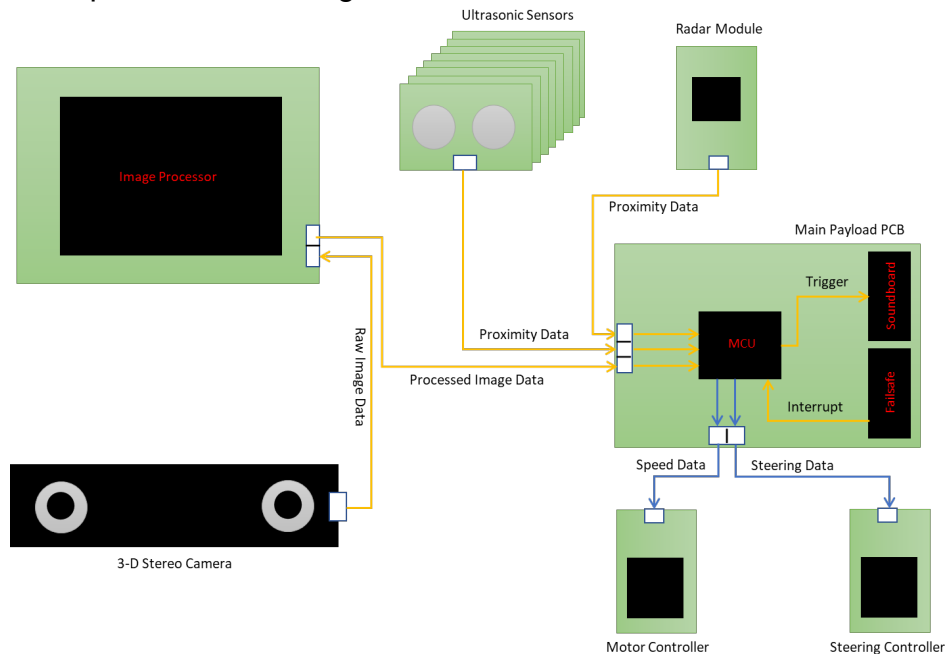 Ultrasonic Sensors
Radar Module
Image Processor
Proximity Data
Main Payload PCB
Trigger
Soundboard
Raw Image Data
Proximity Data
MCU
Processed Image Data
Interrupt
Failsafe
Speed Data
Steering Data
3-D Stereo Camera
Motor Controller
Steering Controller